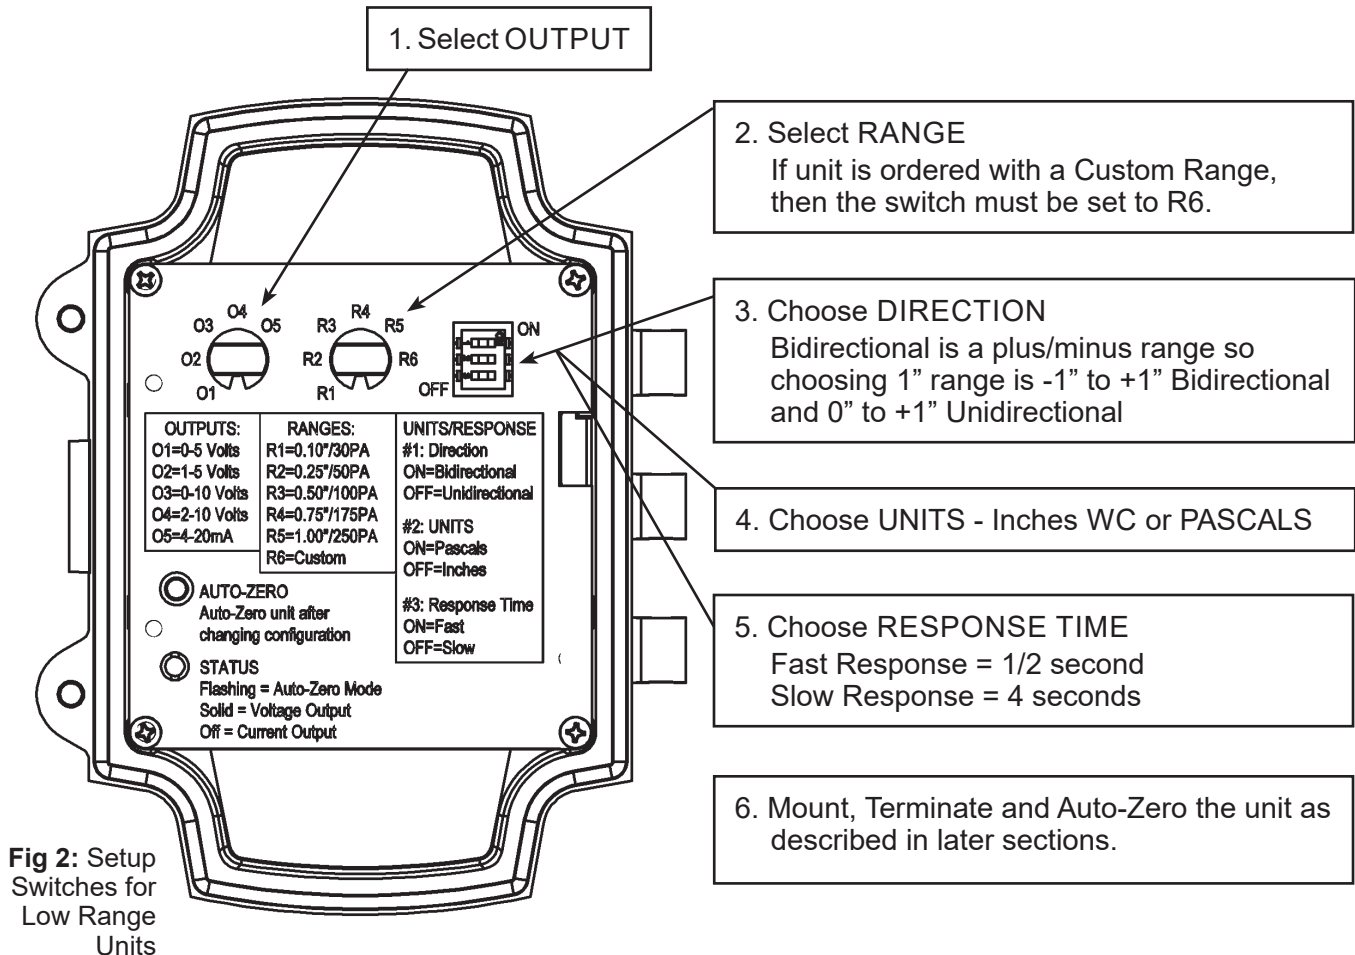 1. Select OUTPUT
2. Select RANGE
If unit is ordered with a Custom Range,
then the switch must be set to R6.
3. Choose DIRECTION
Bidirectional is a plus/minus range so
choosing 1” range is -1” to +1” Bidirectional
and 0” to +1” Unidirectional
4. Choose UNITS - Inches WC or PASCALS
5. Choose RESPONSE TIME
Fast Response = 1/2 second
Slow Response = 4 seconds
6. Mount, Terminate and Auto-Zero the unit as
described in later sections.
O1
O2
O3
O4
O5
R1
R2
R3
R4
R5
R6
ON
OFF
OUTPUTS:
O1=0-5 Volts
O2=1-5 Volts
O3=0-10 Volts
O4=2-10 Volts
O5=4-20mA
RANGES:
R1=0.10"/30PA
R2=0.25"/50PA
R3=0.50"/100PA
R4=0.75"/175PA
R5=1.00"/250PA
R6=Custom
UNITS/RESPONSE
#1: Direction
ON=Bidirectional
OFF=Unidirectional
#2: UNITS
ON=Pascals
OFF=Inches
#3: Response Time
ON=Fast
OFF=Slow
AUTO-ZERO
Auto-Zero unit after
changing configuration
STATUS
Flashing = Auto-Zero Mode
Solid = Voltage Output
Off = Current Output
Fig 2: Setup
Switches for
Low Range
Units